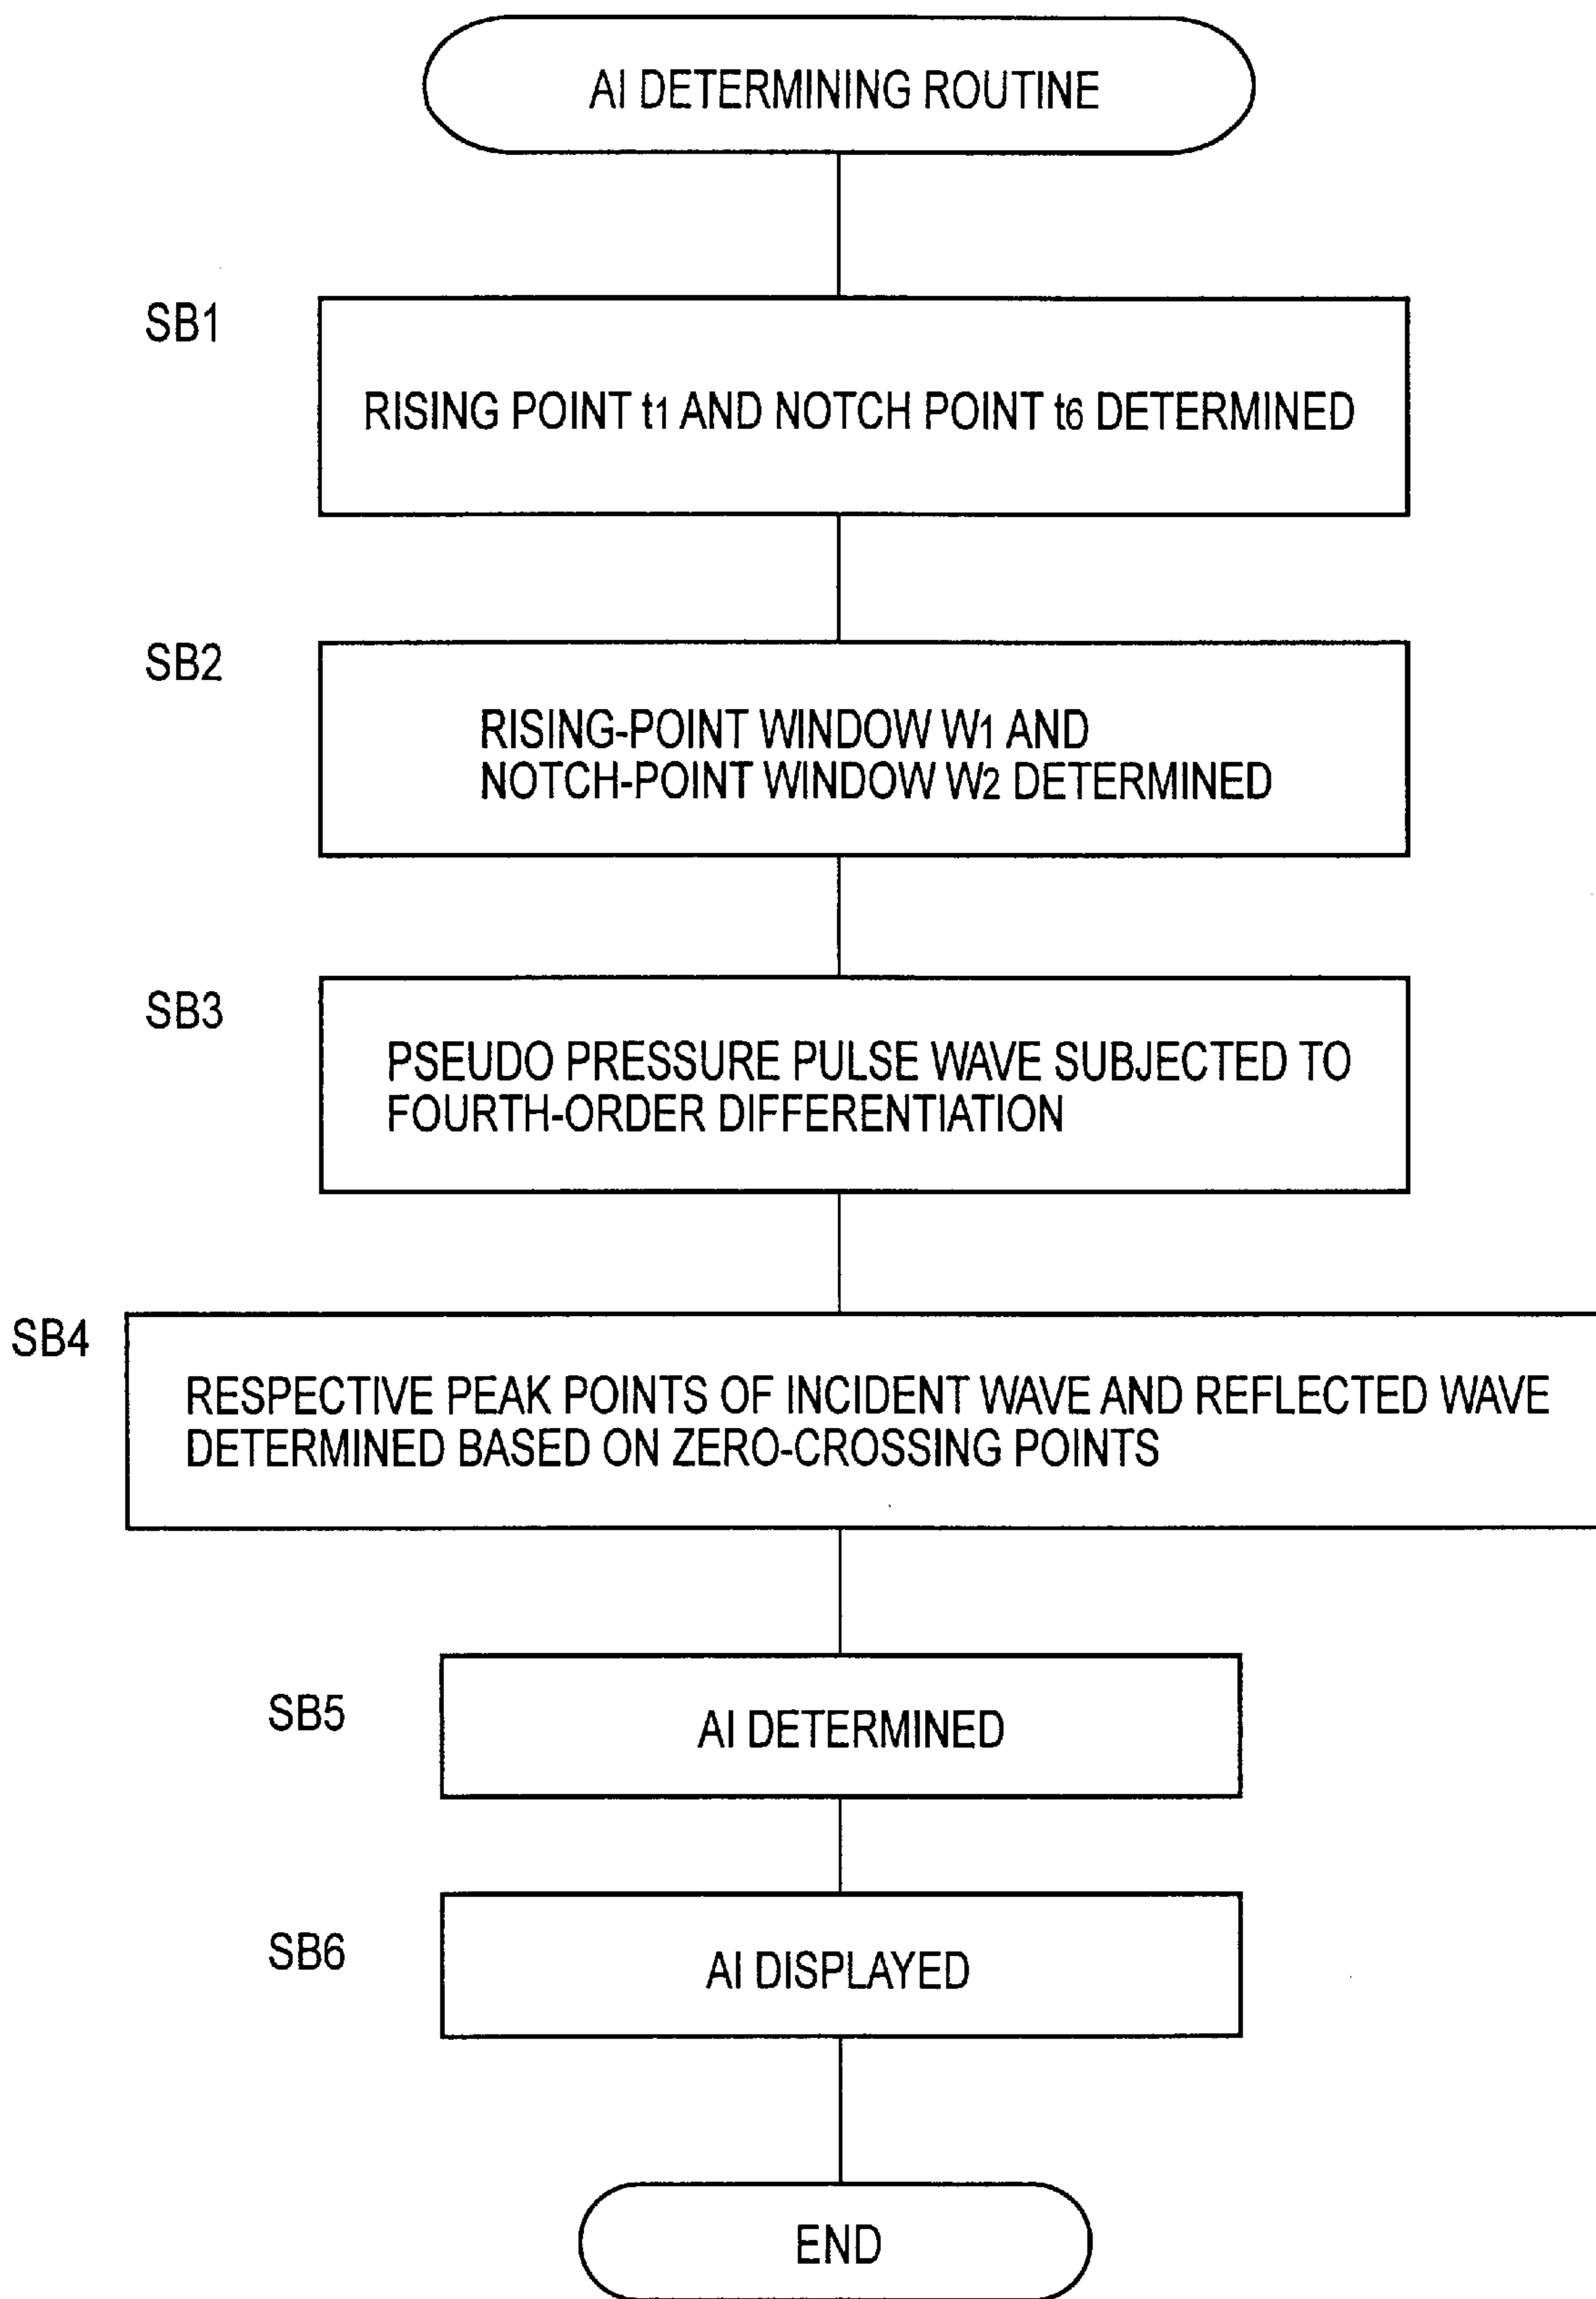 AI DETERMINING ROUTINE
SB1
RISING POINT t1 AND NOTCH POINT t6 DETERMINED
SB2
RISING-POINT WINDOW W1 AND
NOTCH-POINT WINDOW W2 DETERMINED
SB3
PSEUDO PRESSURE PULSE WAVE SUBJECTED TO
FOURTH-ORDER DIFFERENTIATION
SB4
RESPECTIVE PEAK POINTS OF INCIDENT WAVE AND REFLECTED WAVE
DETERMINED BASED ON ZERO-CROSSING POINTS
SB5
AI DETERMINED
SB6
AI DISPLAYED
END